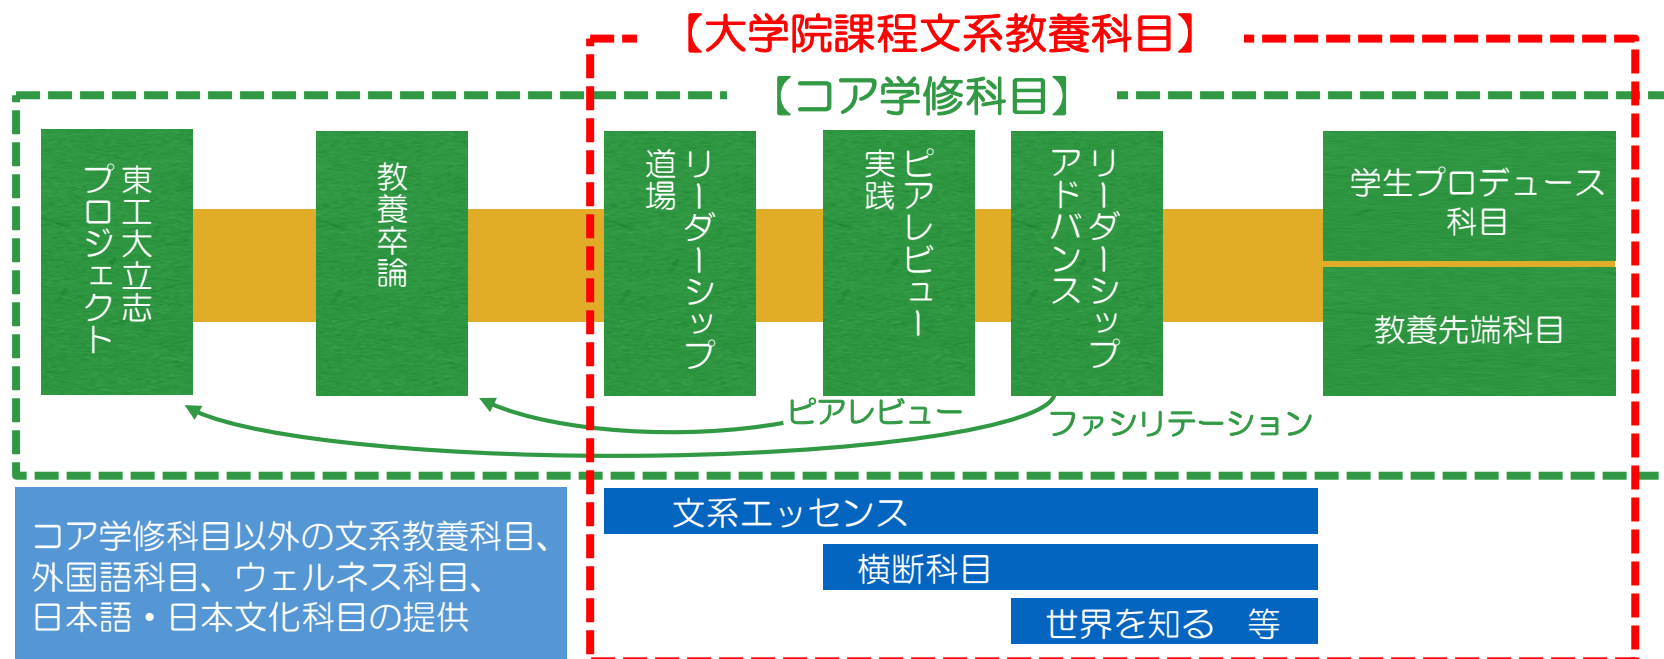 【大学院課程文系教養科目】
【コア学修科目】
東工大立志
プロジェクト
教養卒論
リーダーシップ
道場
ピアレビュー
実践
リーダーシップ
アドバンス
学生プロデュース
科目
教養先端科目
ピアレビュー
ファシリテーション
コア学修科目以外の文系教養科目、
外国語科目、ウェルネス科目、
日本語・日本文化科目の提供
文系エッセンス
横断科目
世界を知る　等